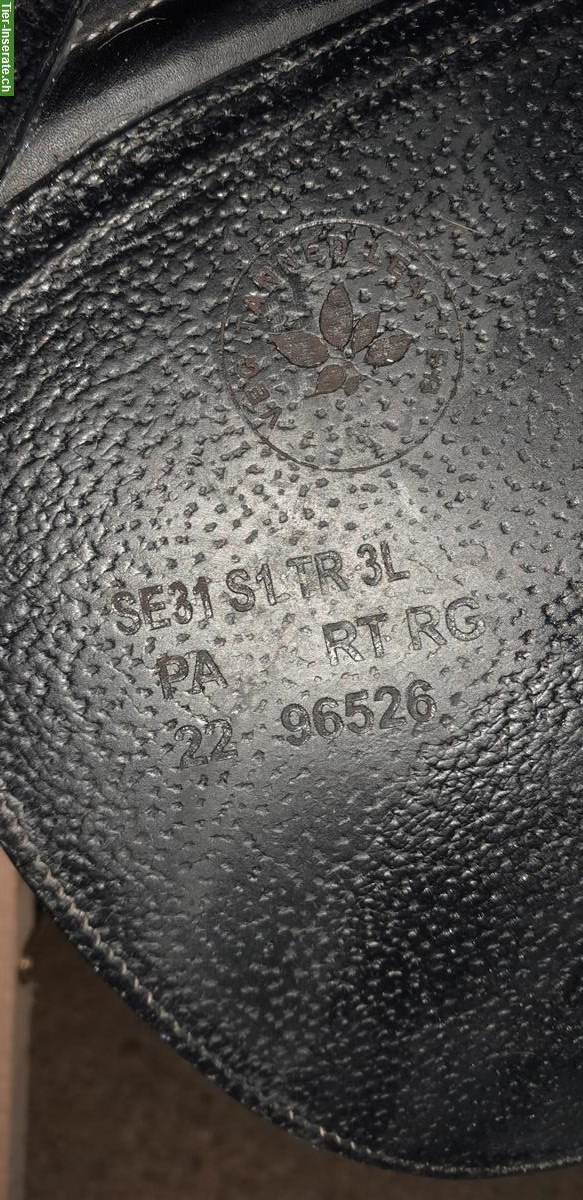 Tier-Inserate.ch
VEG TANNED LEATHER
SE31 S1 TR 3L
PA RT RG
22 96526